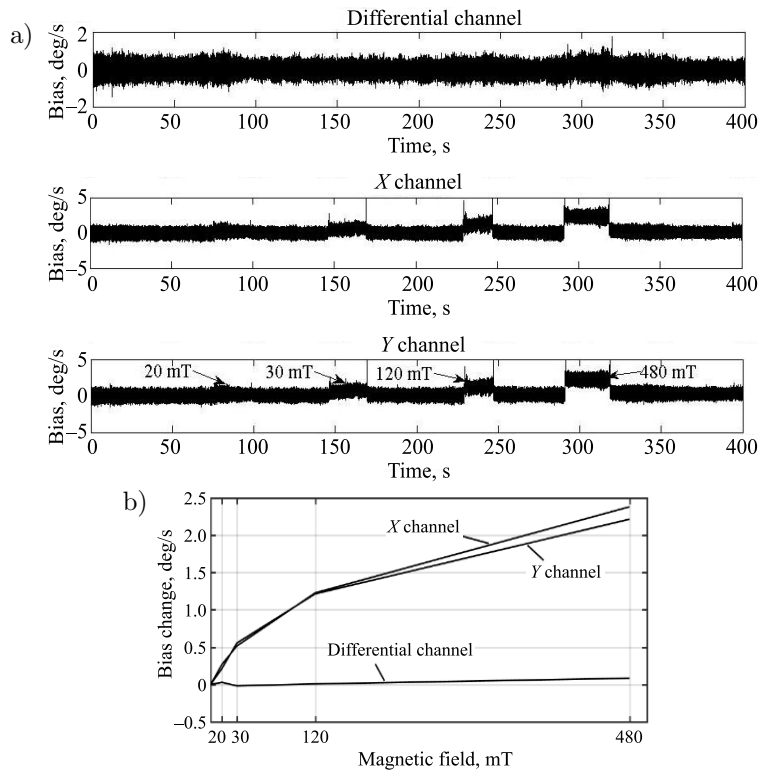 a)
Differential channel
Bias, deg/s
2
0
−2
0 50 100 150 200 250 300 350 400
Time, s
X channel
Bias, deg/s
5
0
−5
0 50 100 150 200 250 300 350 400
Time, s
Y channel
Bias, deg/s
5
0
−5
20 mT 30 mT 120 mT 480 mT
0 50 100 150 200 250 300 350 400
Time, s
b)
Bias change, deg/s
2.5
2.0
1.5
1.0
0.5
0
−0.5
X channel
Y channel
Differential channel
20 30 120 480
Magnetic field, mT